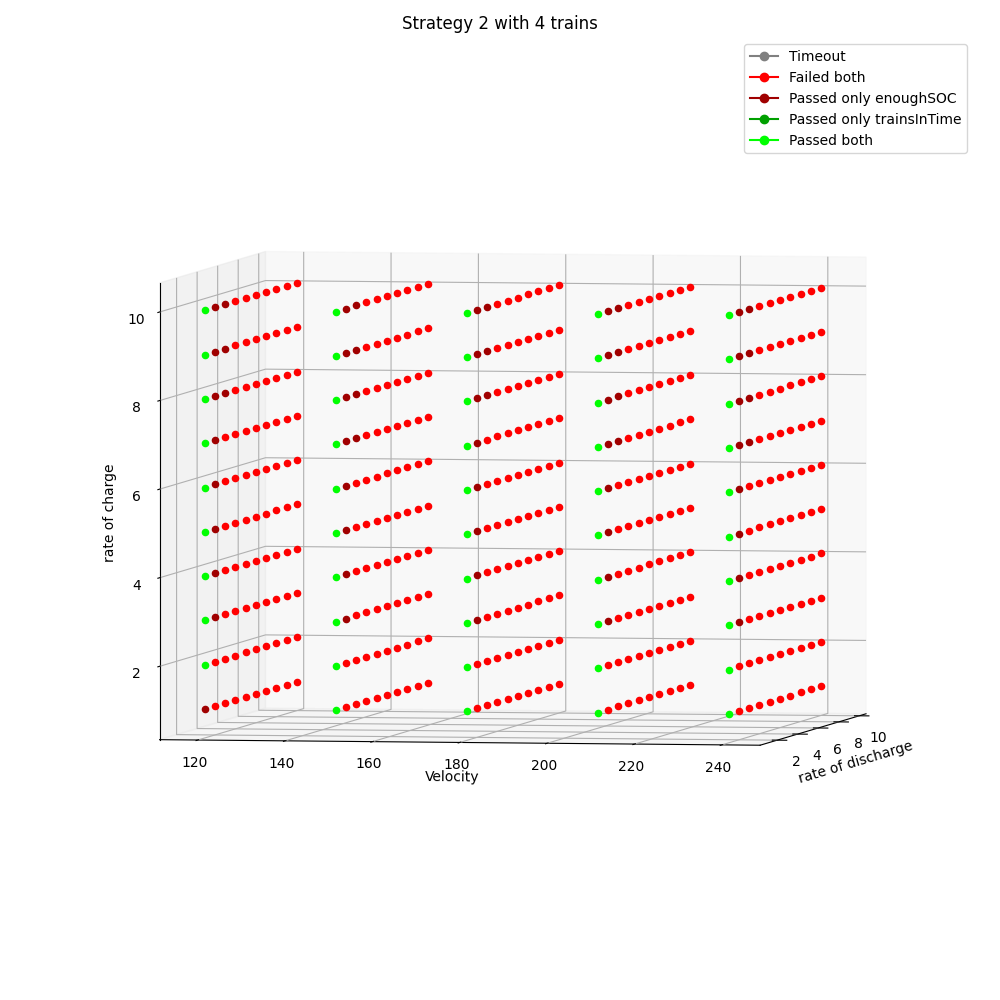 Strategy 2 with 4 trains
Timeout
Failed both
Passed only enoughSOC
Passed only trainsInTime
Passed both
10
8
6
4
2
rate of charge
120
140
160
180
200
220
240
Velocity
2
4
6
8
10
rate of discharge